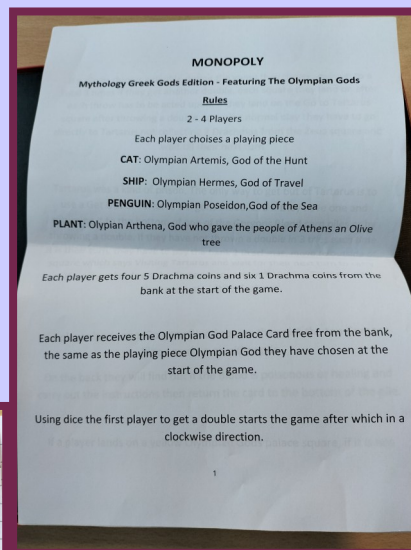 MONOPOLY
Mythology Greek Gods Edition - Featuring The Olympian Gods
Rules
2 - 4 Players
Each player choises a playing piece
CAT: Olympian Artemis, God of the Hunt
SHIP: Olympian Hermes, God of Travel
PENGUIN: Olympian Poseidon,God of the Sea
PLANT: Olypian Arthena, God who gave the people of Athens an Olive
tree
Each player gets four 5 Drachma coins and six 1 Drachma coins from the
bank at the start of the game.
Each player receives the Olympian God Palace Card free from the bank,
the same as the playing piece Olympian God they have chosen at the
start of the game.
Using dice the first player to get a double starts the game after which in a
clockwise direction.
1